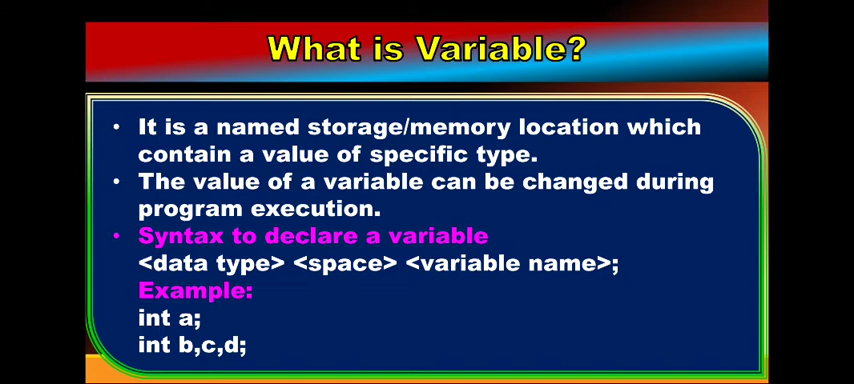 What is Variable?
• It is a named storage/memory location which
contain a value of specific type.
• The value of a variable can be changed during
program execution.
• Syntax to declare a variable
<data type> <space> <variable name>;
Example:
int a;
int b,c,d;